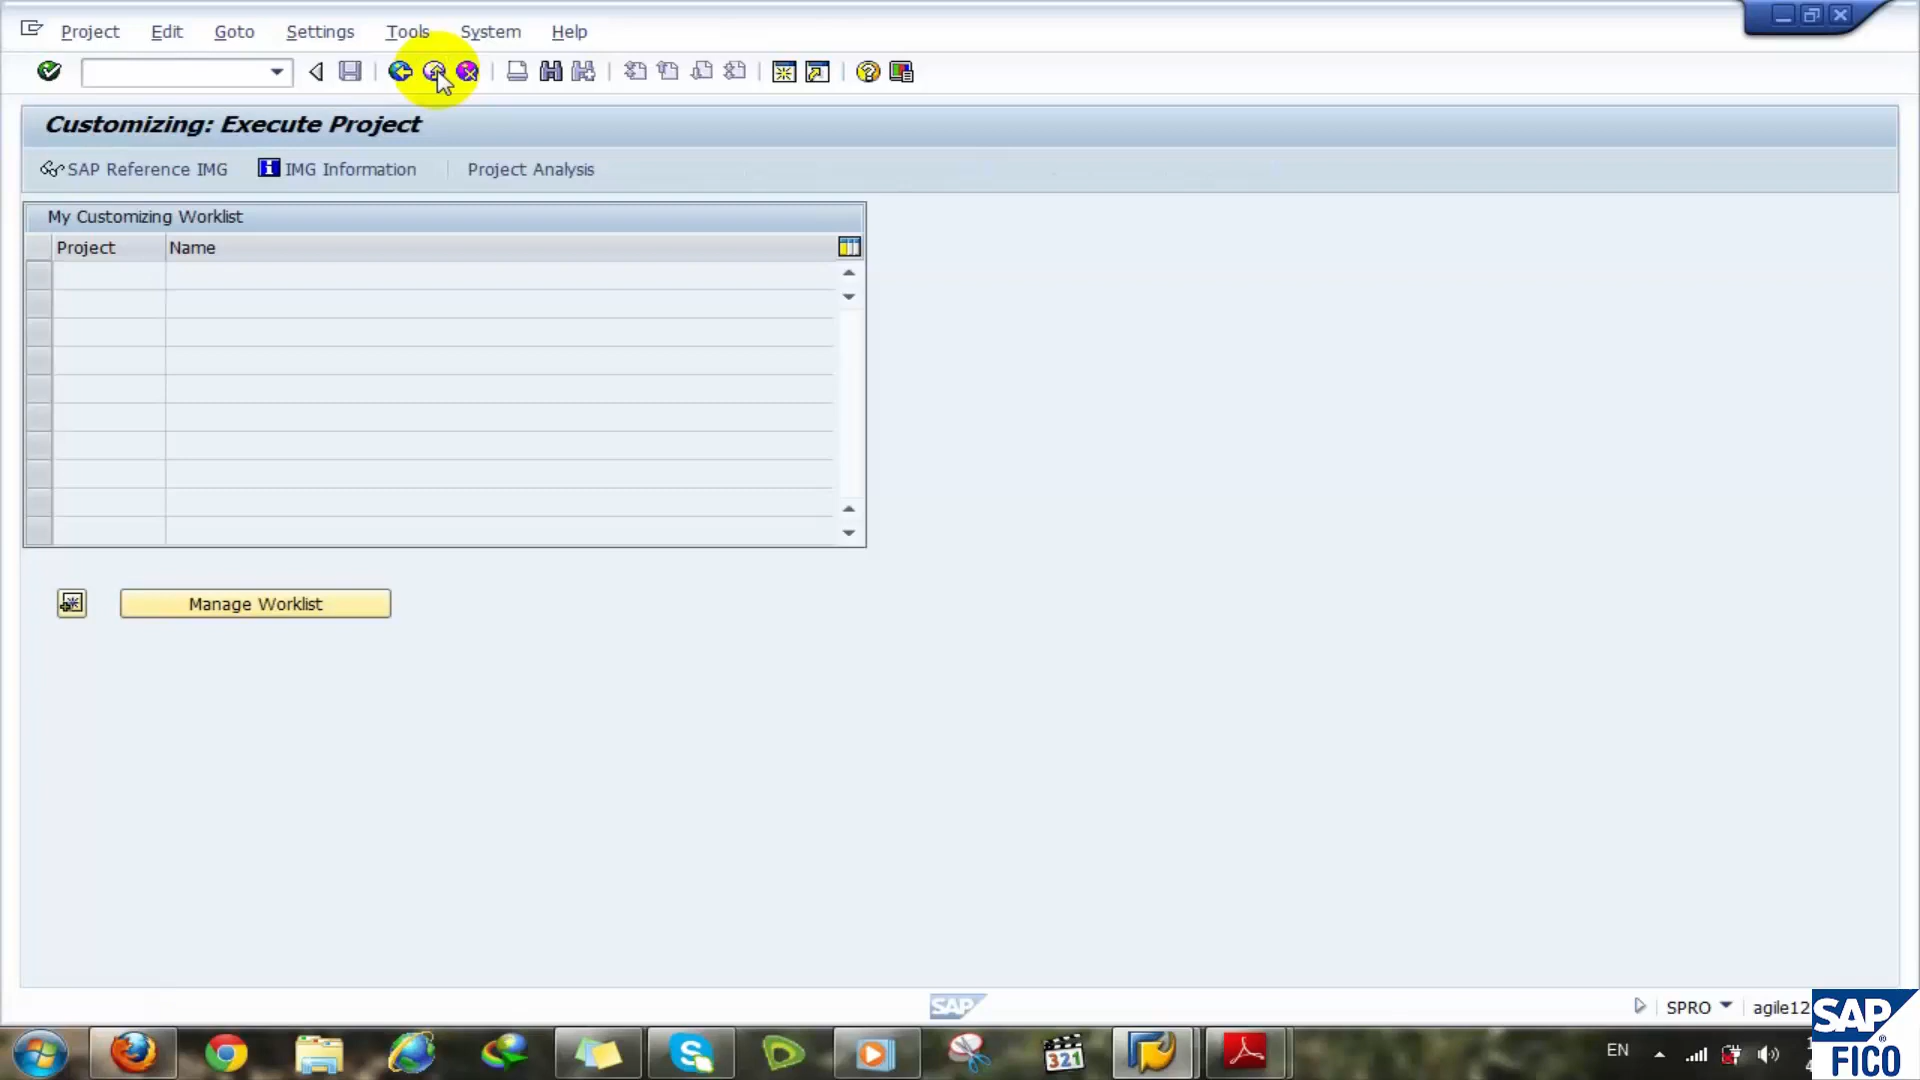 Project Edit Goto Settings Tools System Help
Customizing: Execute Project
SAP Reference IMG IMG Information Project Analysis
My Customizing Worklist
Project Name
Manage Worklist
SAP SPRO agile12
SAP
®
FICO
EN
321